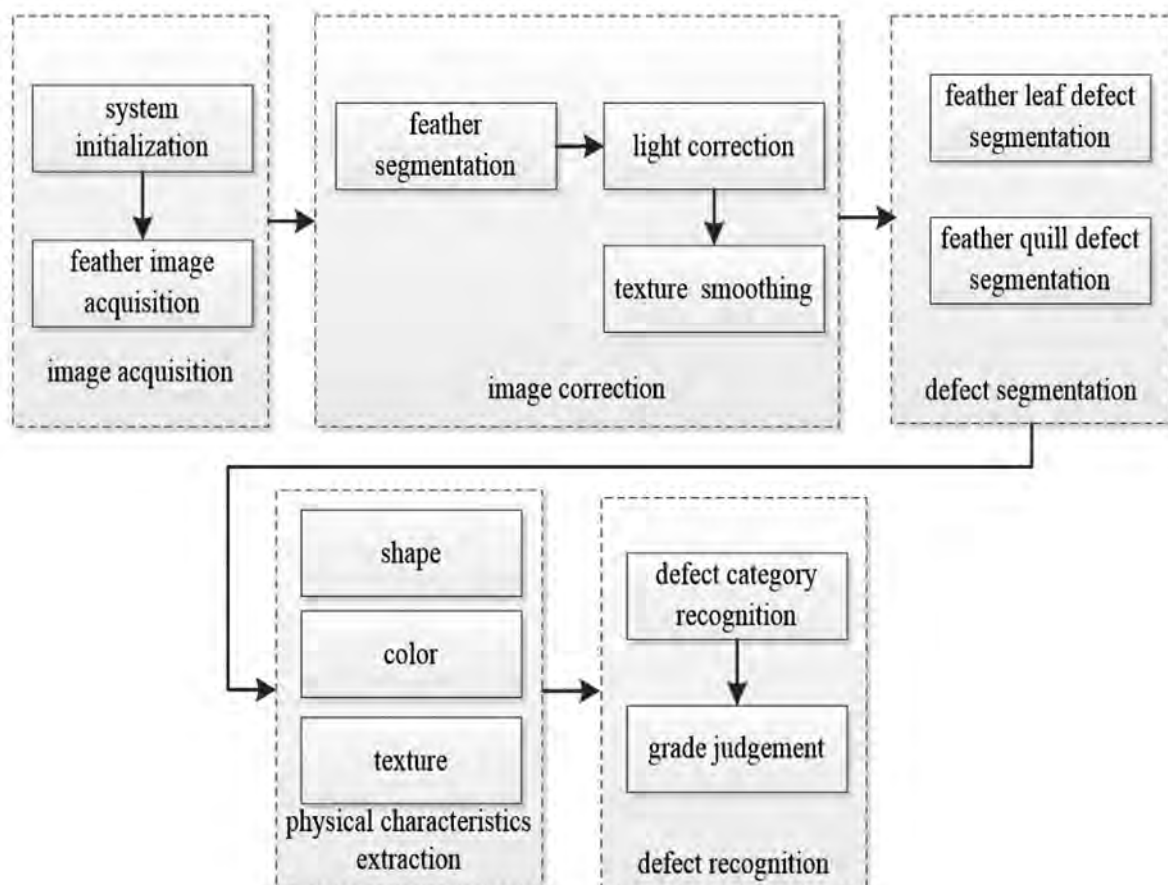 system
initialization
feather image
acquisition
image acquisition
feather
segmentation
light correction
texture smoothing
image correction
feather leaf defect
segmentation
feather quill defect
segmentation
defect segmentation
shape
color
texture
physical characteristics
extraction
defect category
recognition
grade judgement
defect recognition